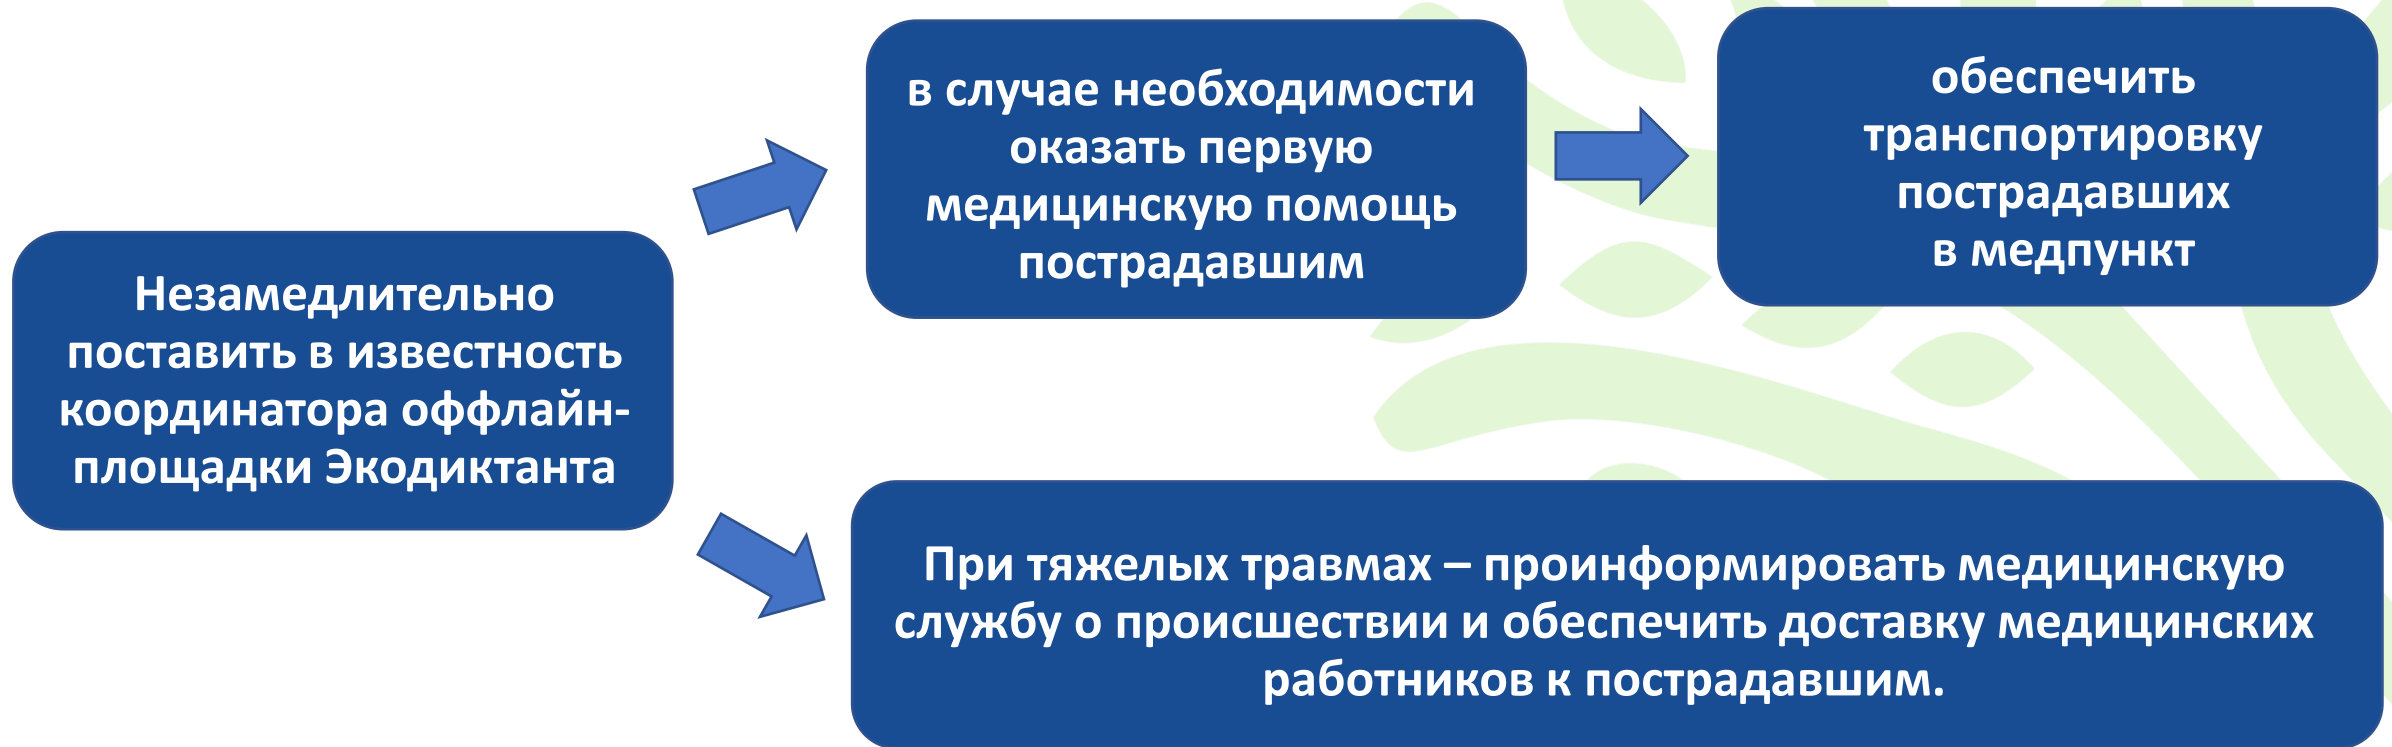 Незамедлительно
поставить в известность
координатора оффлайн-
площадки Экодиктанта
в случае необходимости
оказать первую
медицинскую помощь
пострадавшим
обеспечить
транспортировку
пострадавших
в медпункт
При тяжелых травмах – проинформировать медицинскую
службу о происшествии и обеспечить доставку медицинских
работников к пострадавшим.